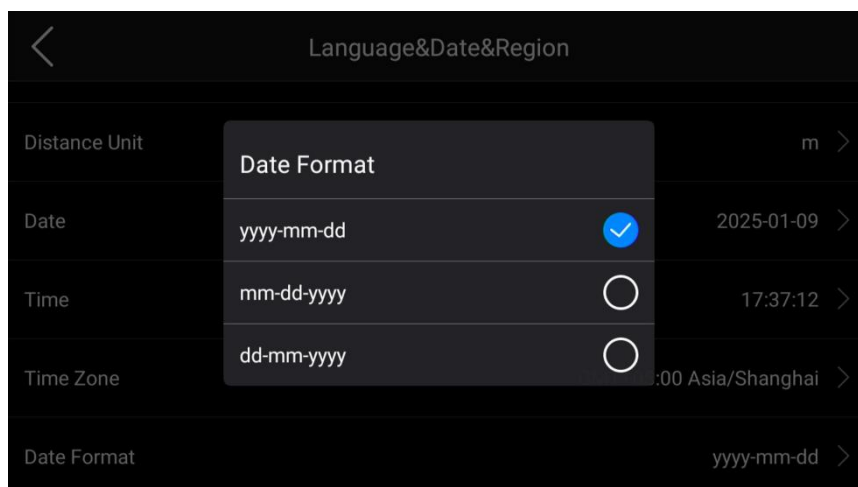 Language&Date&Region
Distance Unit
m
Date Format
Date
yyyy-mm-dd
2025-01-09
Time
mm-dd-yyyy
17:37:12
dd-mm-yyyy
Time Zone
:00 Asia/Shanghai
Date Format
yyyy-mm-dd